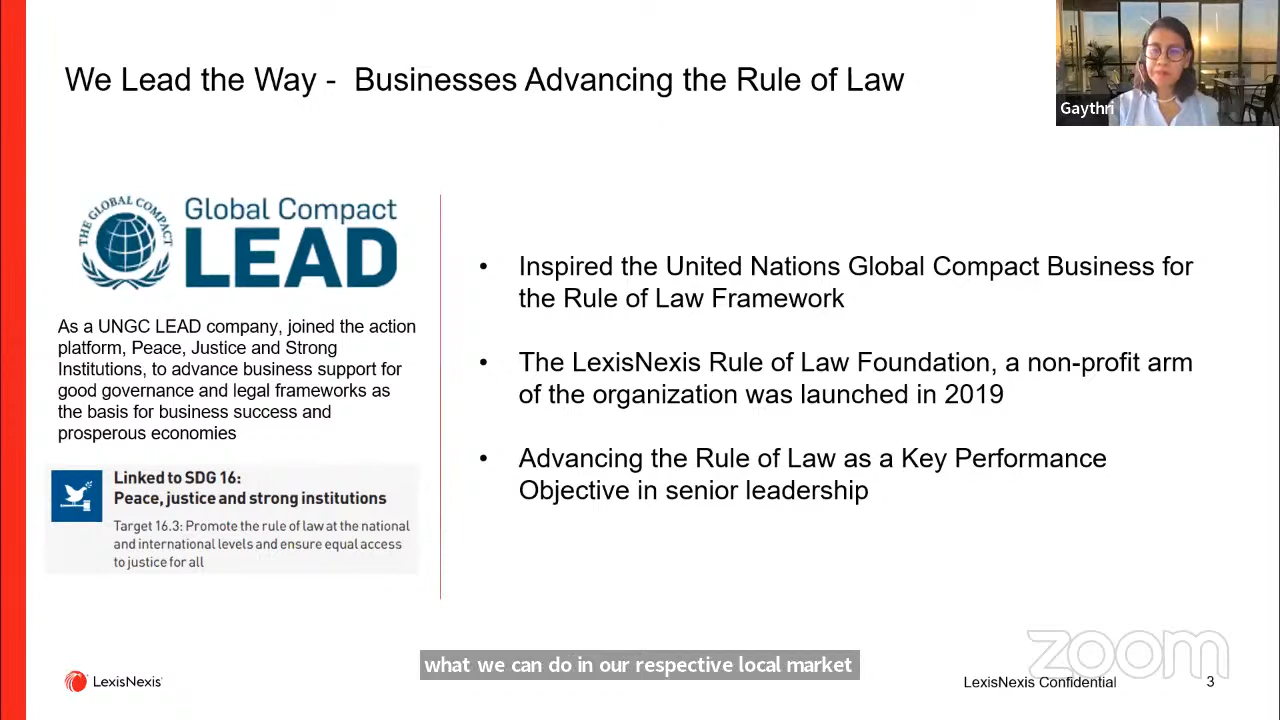 We Lead the Way - Businesses Advancing the Rule of Law
Gaythri
THE GLOBAL COMPACT
Global Compact
LEAD
As a UNGC LEAD company, joined the action
platform, Peace, Justice and Strong
Institutions, to advance business support for
good governance and legal frameworks as
the basis for business success and
prosperous economies
Linked to SDG 16:
Peace, justice and strong institutions
Target 16.3: Promote the rule of law at the national
and international levels and ensure equal access
to justice for all
• Inspired the United Nations Global Compact Business for
the Rule of Law Framework
• The LexisNexis Rule of Law Foundation, a non-profit arm
of the organization was launched in 2019
• Advancing the Rule of Law as a Key Performance
Objective in senior leadership
what we can do in our respective local market
zoom
LexisNexis
LexisNexis Confidential
3